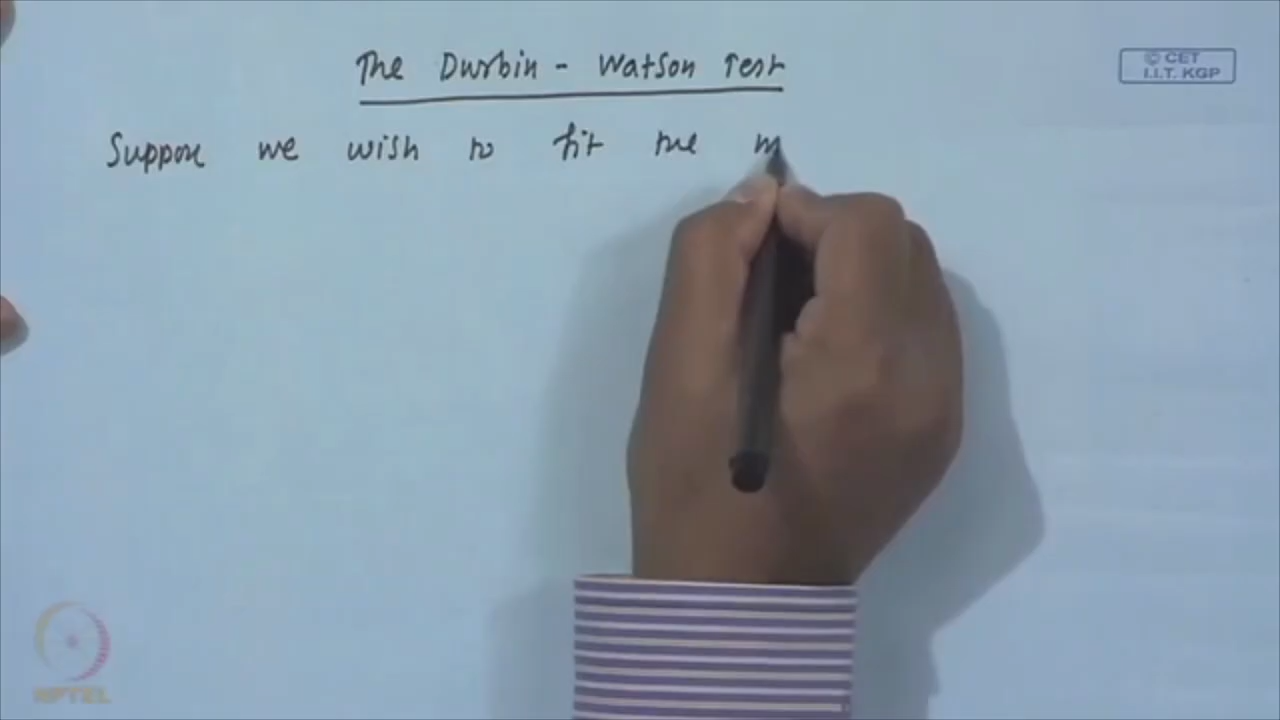 The Durbin - Watson Test
© CET
I.I.T. KGP
Suppose we wish to fit the m
NPTEL